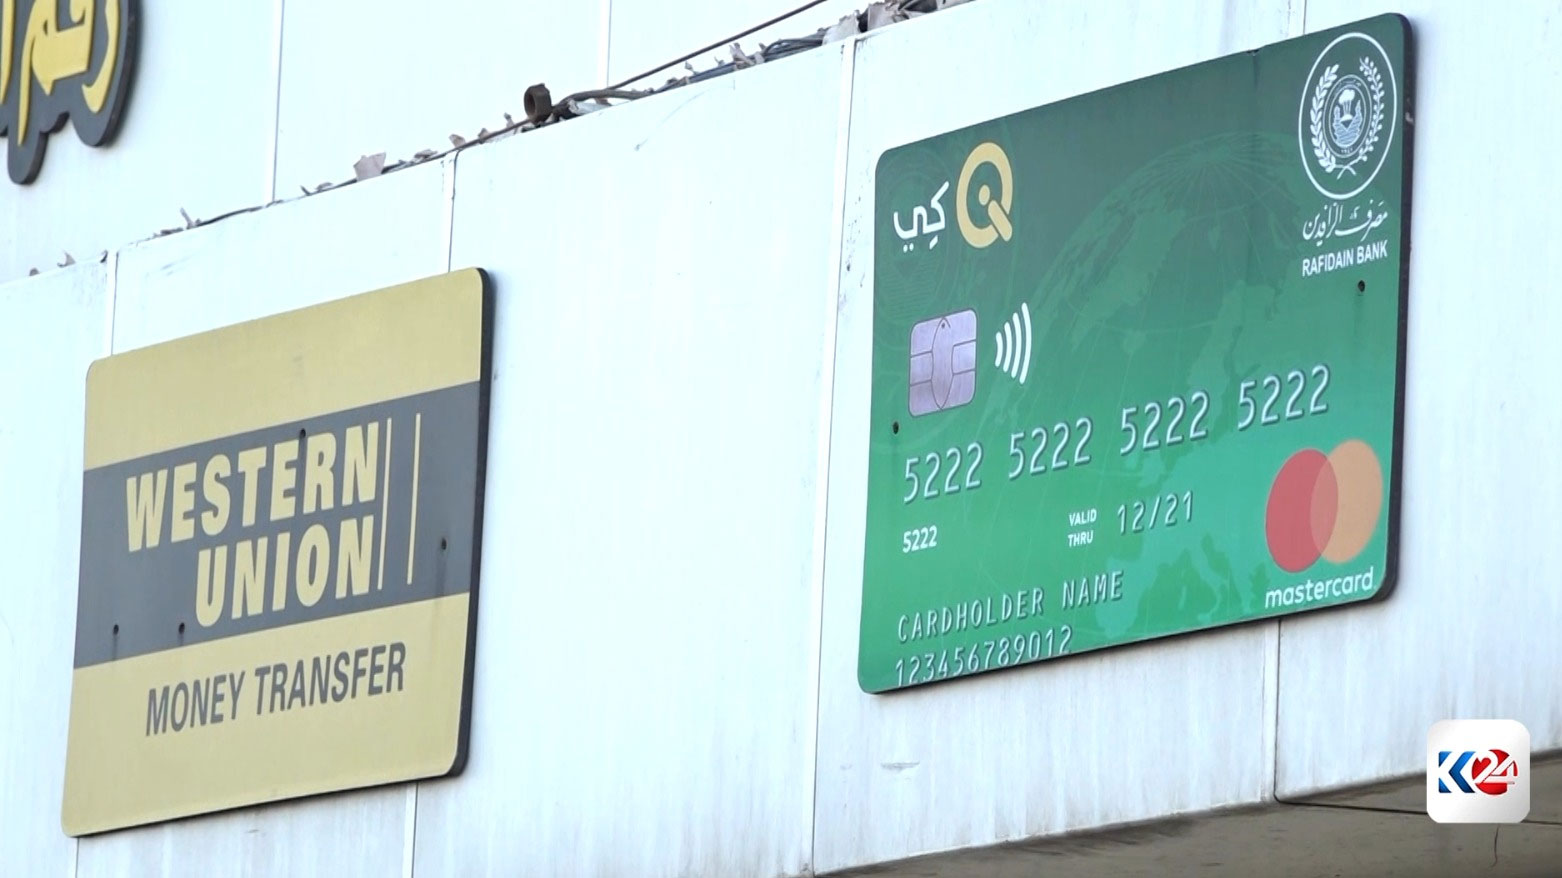 رقم
WESTERN
UNION
MONEY TRANSFER
كي
مصرف الرافدين
RAFIDAIN BANK
5222 5222 5222 5222
5222
VALID
THRU
12/21
CARDHOLDER NAME
123456789012
mastercard
K24